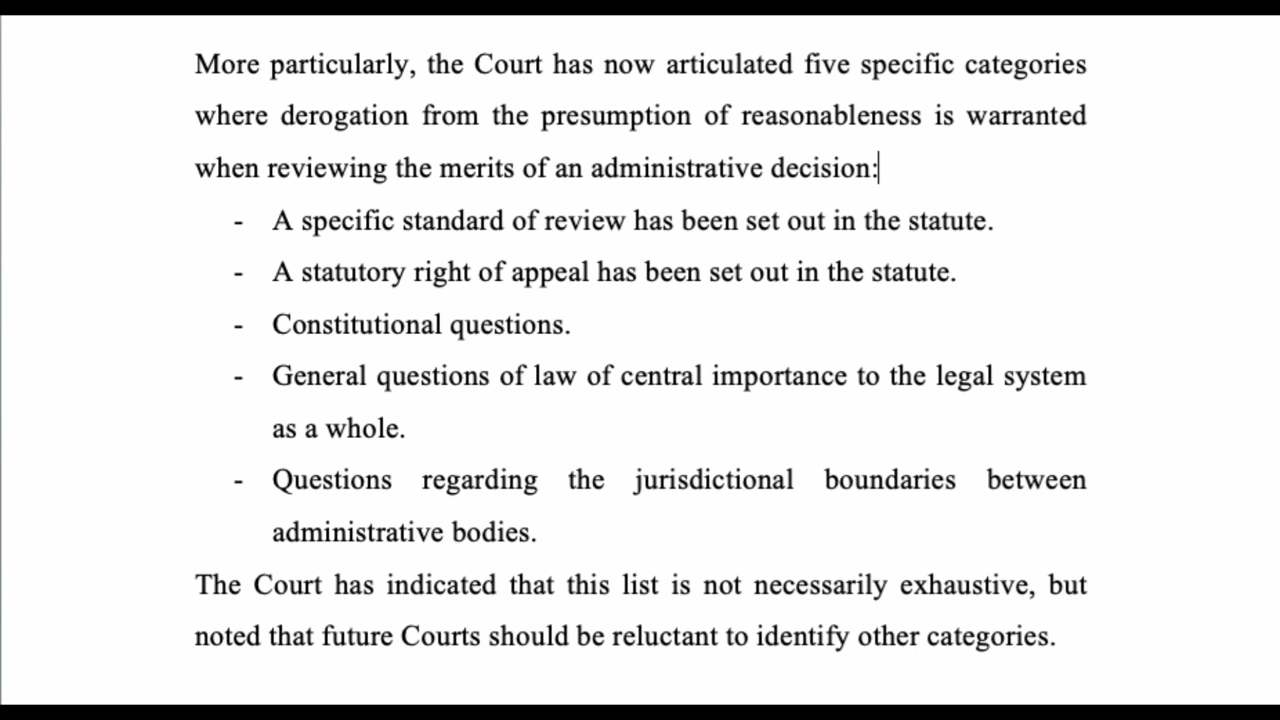 More particularly, the Court has now articulated five specific categories
where derogation from the presumption of reasonableness is warranted
when reviewing the merits of an administrative decision:
- A specific standard of review has been set out in the statute.
- A statutory right of appeal has been set out in the statute.
- Constitutional questions.
- General questions of law of central importance to the legal system
as a whole.
- Questions regarding the jurisdictional boundaries between
administrative bodies.
The Court has indicated that this list is not necessarily exhaustive, but
noted that future Courts should be reluctant to identify other categories.